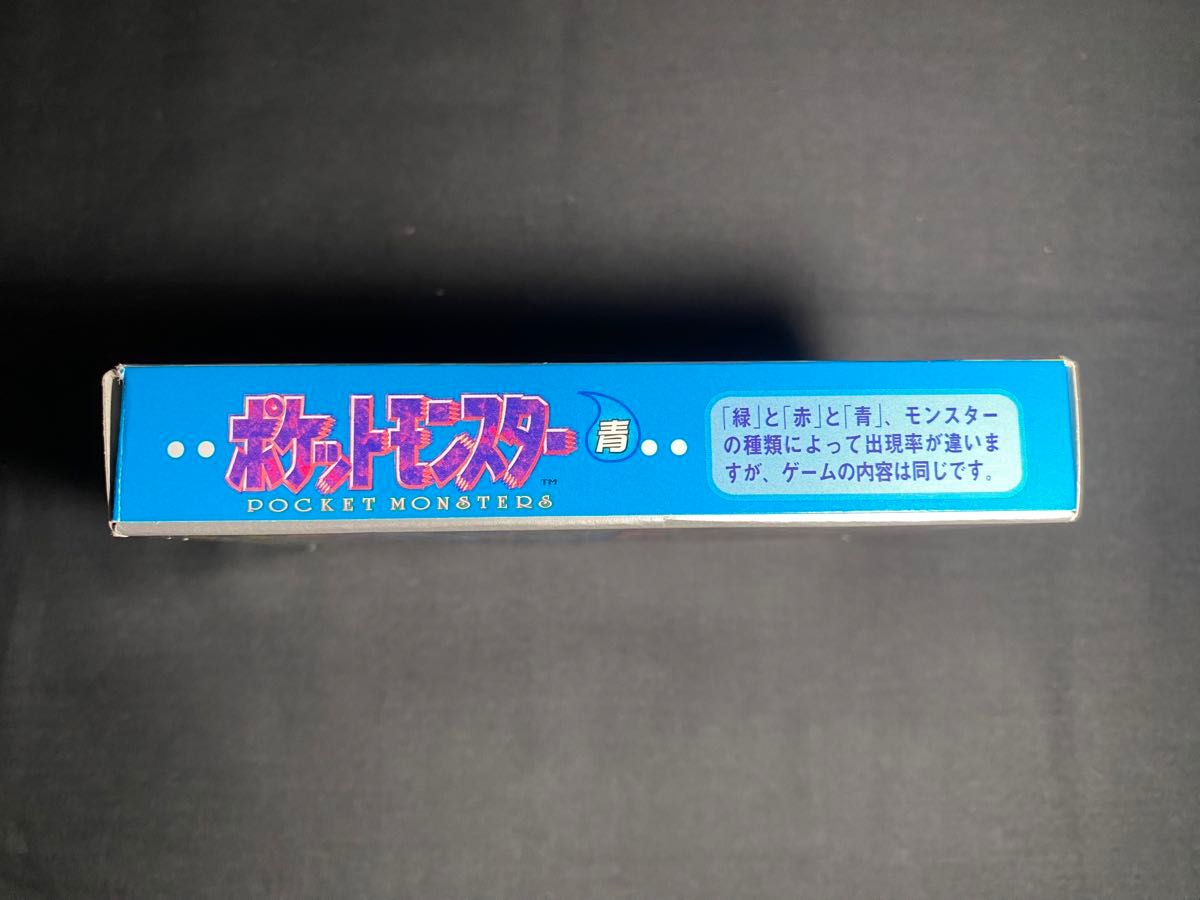 ポケットモンスター 青
TM
POCKET MONSTERS
「緑」と「赤」と「青」、モンスター
の種類によって出現率が違いま
すが、ゲームの内容は同じです。